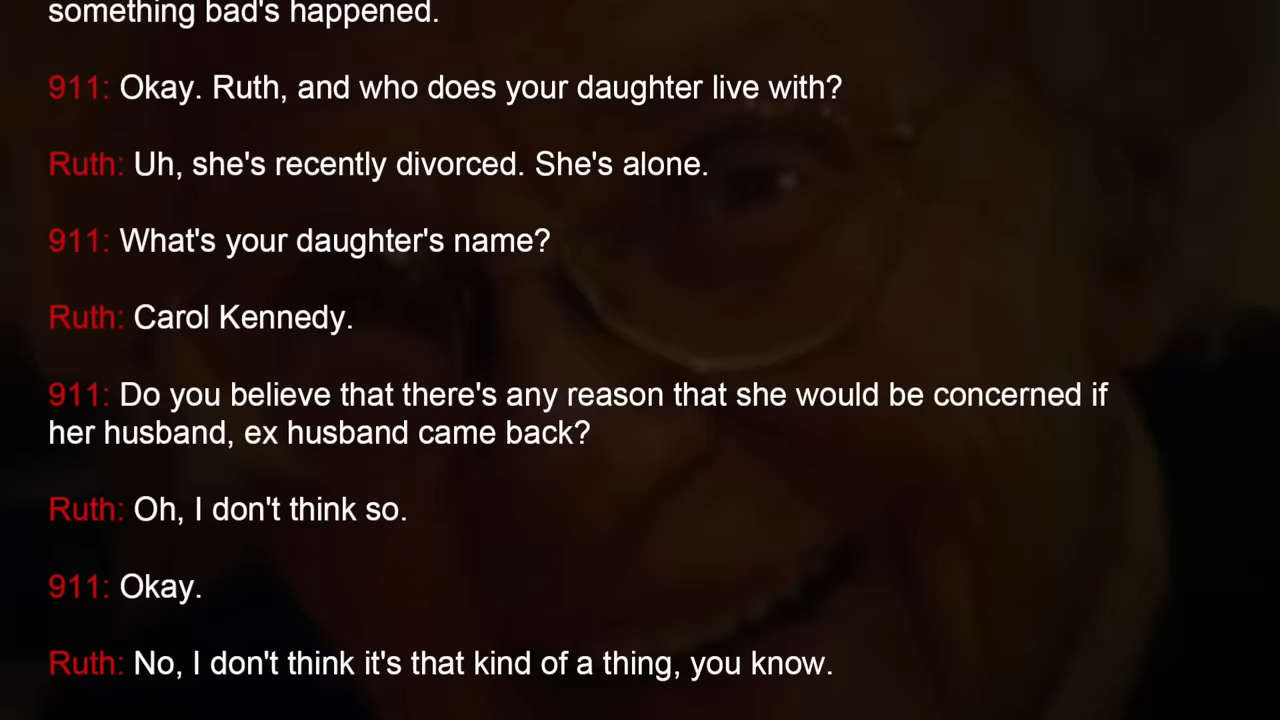 something bad's happened.
911: Okay. Ruth, and who does your daughter live with?
Ruth: Uh, she's recently divorced. She's alone.
911: What's your daughter's name?
Ruth: Carol Kennedy.
911: Do you believe that there's any reason that she would be concerned if
her husband, ex husband came back?
Ruth: Oh, I don't think so.
911: Okay.
Ruth: No, I don't think it's that kind of a thing, you know.